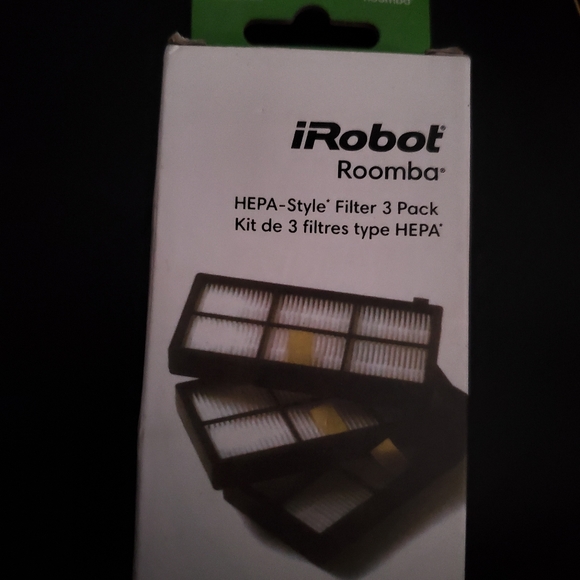 iRobot®
Roomba®
HEPA-Style* Filter 3 Pack
Kit de 3 filtres type HEPA*